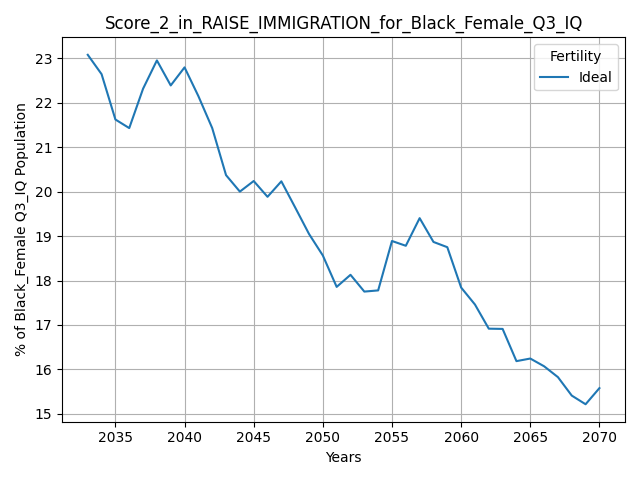 Score_2_in_RAISE_IMMIGRATION_for_Black_Female_Q3_IQ
Fertility
Ideal
% of Black_Female Q3_IQ Population
23
22
21
20
19
18
17
16
15
2035 2040 2045 2050 2055 2060 2065 2070
Years